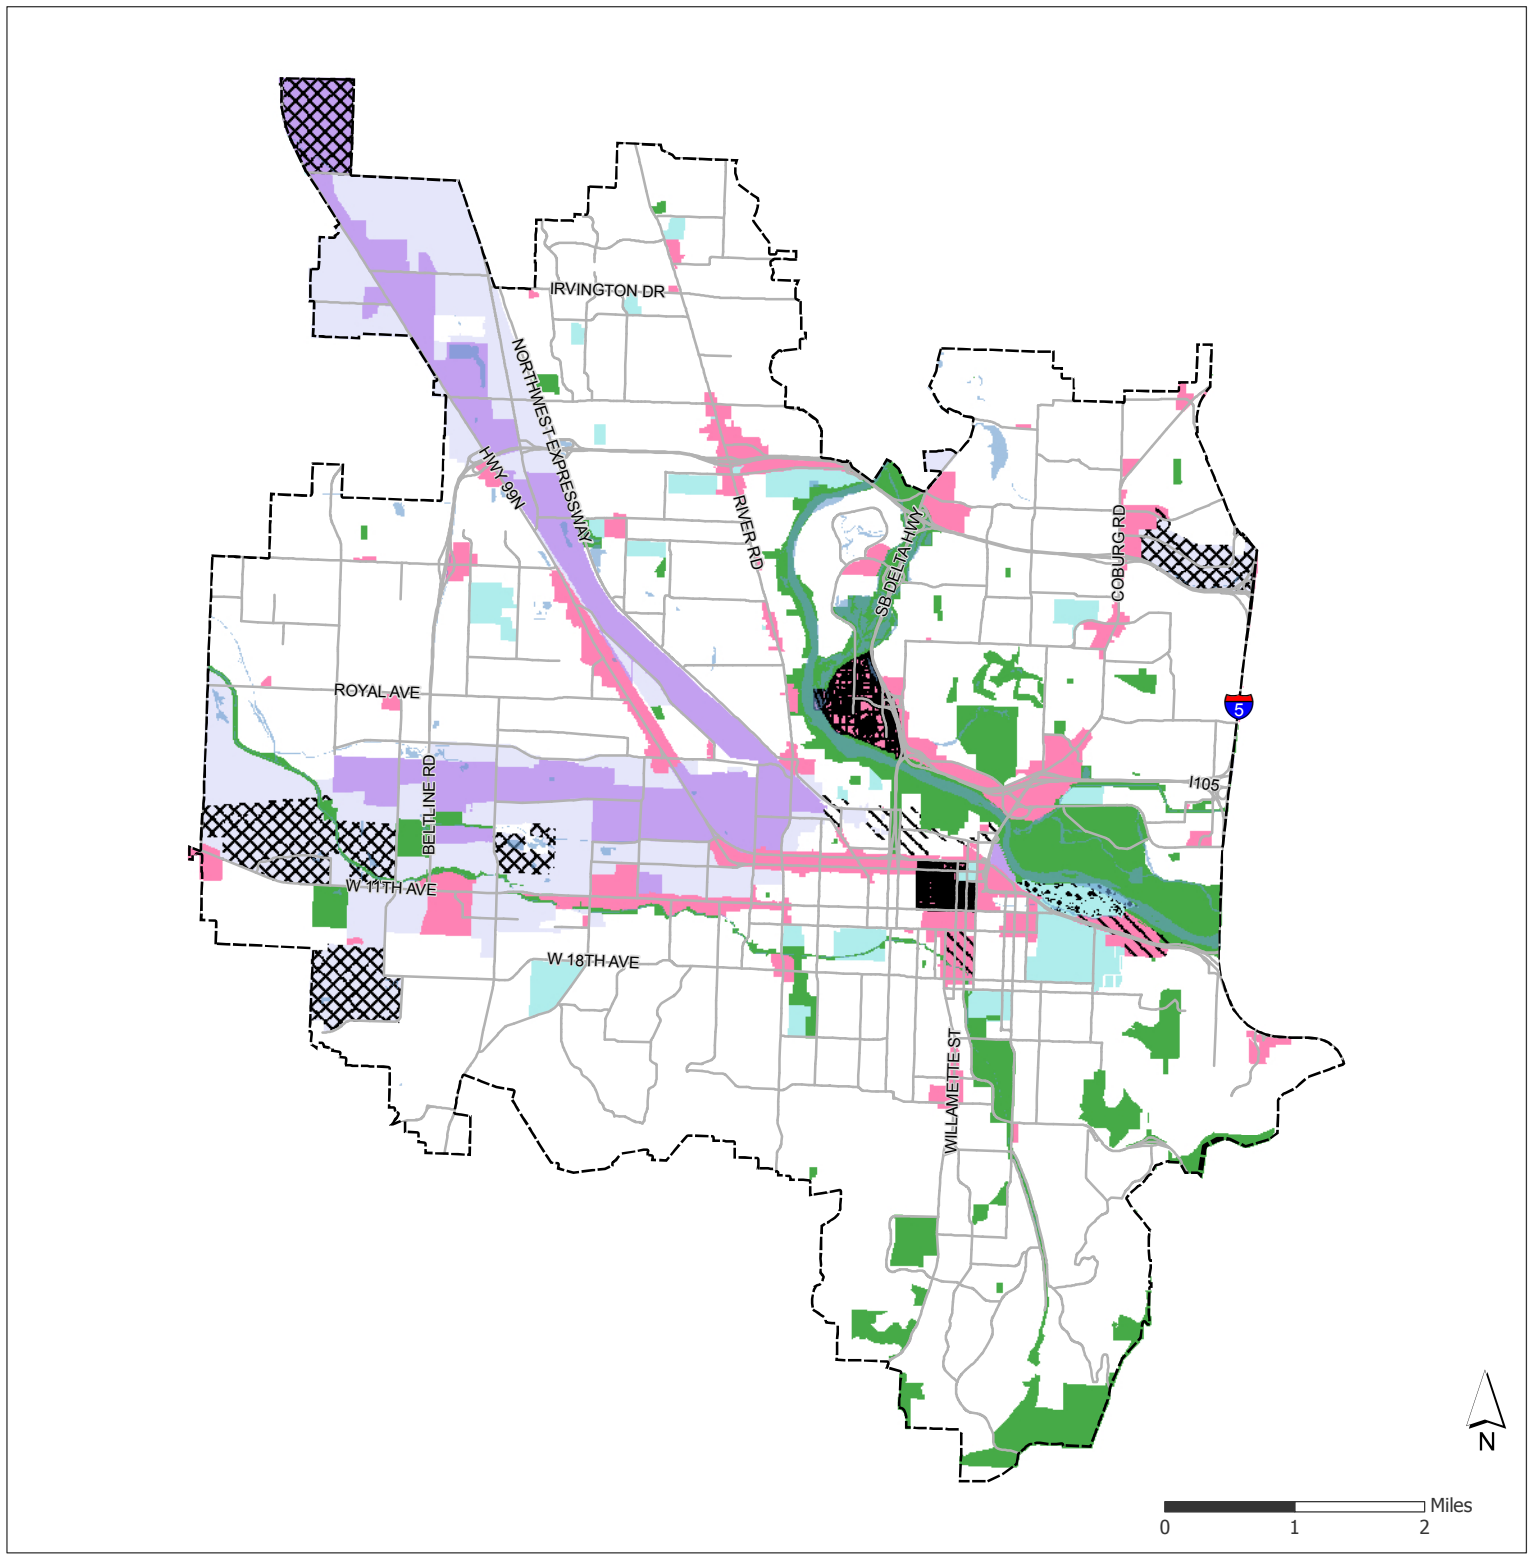 IRVINGTON DR
NORTHWEST EXPRESSWAY
HWY 99N
RIVER RD
SB DELTA HWY
COBURG RD
ROYAL AVE
5
BELTLINE RD
I105
W 11TH AVE
W 18TH AVE
WILLAMETTE ST
N
Miles
0 1 2